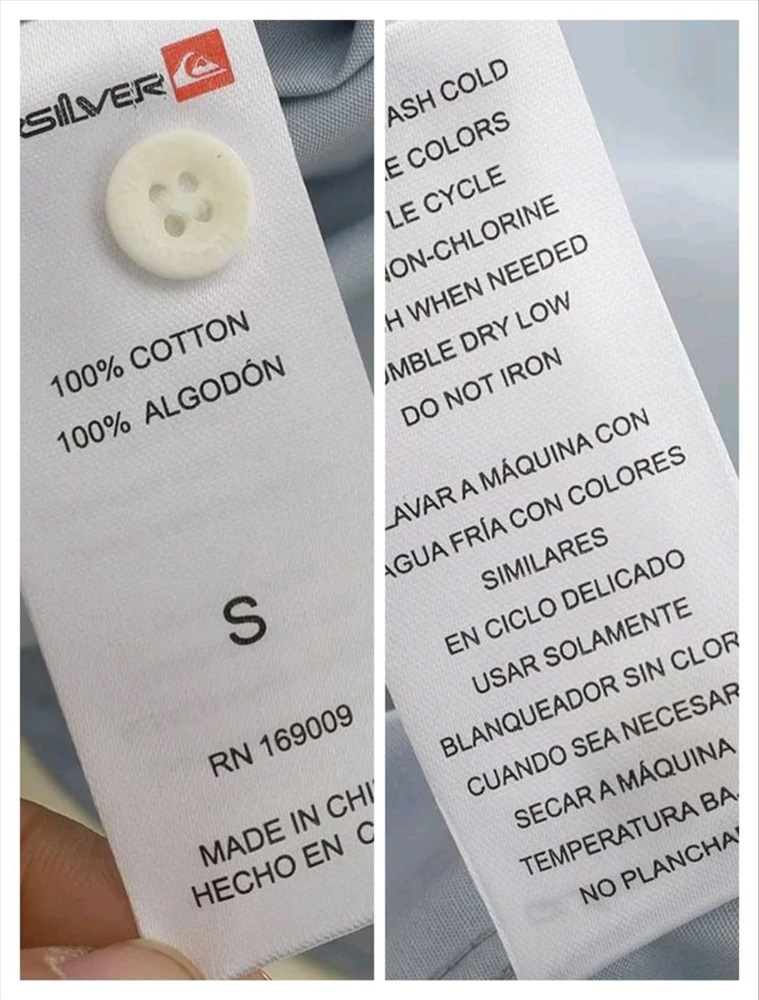 SILVER
100% COTTON
100% ALGODÓN
S
RN 169009
MADE IN CHI
HECHO EN C
ASH COLD
E COLORS
LE CYCLE
ON-CHLORINE
H WHEN NEEDED
MBLE DRY LOW
DO NOT IRON
LAVAR A MÁQUINA CON
AGUA FRÍA CON COLORES
SIMILARES
EN CICLO DELICADO
USAR SOLAMENTE
BLANQUEADOR SIN CLOR
CUANDO SEA NECESAR
SECAR A MÁQUINA
TEMPERATURA BA
NO PLANCHA